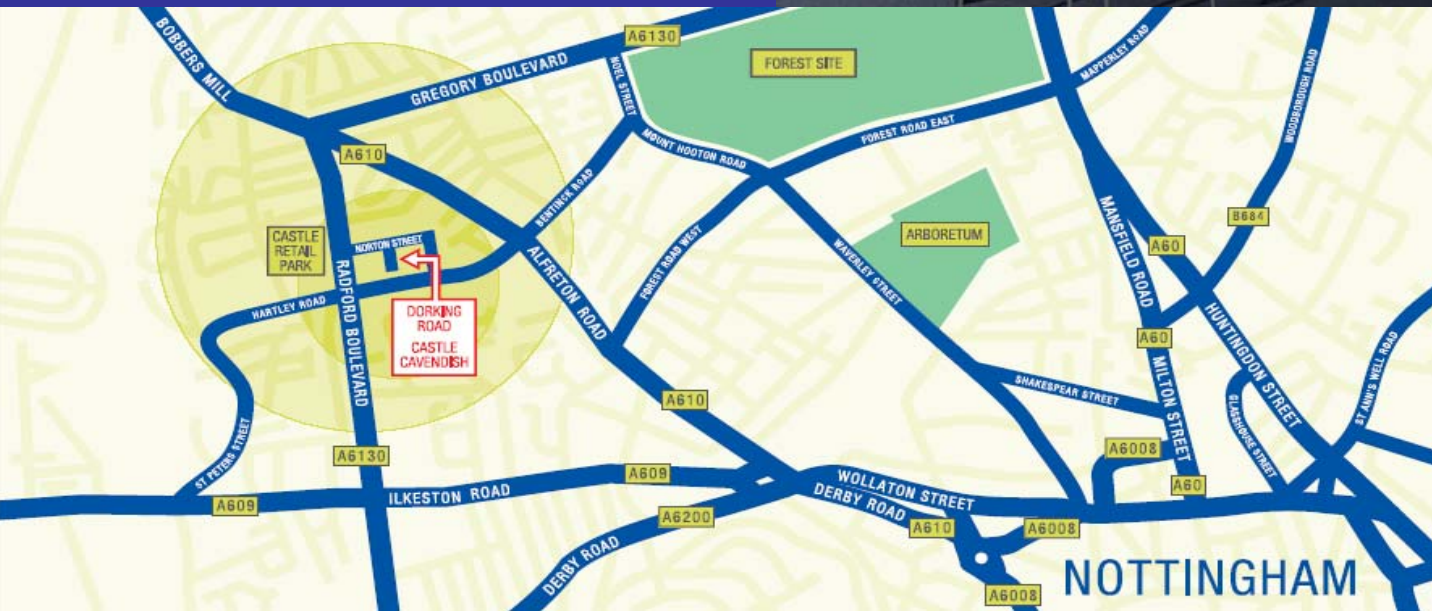 BOBBERS MILL
A6130
GREGORY BOULEVARD
NOEL STREET
FOREST SITE
MAPPERLEY ROAD
WOODBOROUGH ROAD
A610
MOUNT HOOTON ROAD
FOREST ROAD EAST
BENTINCK ROAD
CASTLE
RETAIL
PARK
NORTON STREET
RADFORD BOULEVARD
HARTLEY ROAD
DORKING
ROAD
CASTLE
CAVENDISH
ALFRETON ROAD
FOREST ROAD WEST
WAVERLEY STREET
ARBORETUM
MANSFIELD ROAD
A60
B684
HUNTINGDON STREET
A60
MILTON STREET
SHAKESPEAR STREET
GLASSHOUSE STREET
ST ANN'S WELL ROAD
A610
ST PETERS STREET
A6130
A609
ILKESTON ROAD
A609
A6200
DERBY ROAD
WOLLATON STREET
DERBY ROAD
A610
A6008
A60
A6008
A6008
NOTTINGHAM